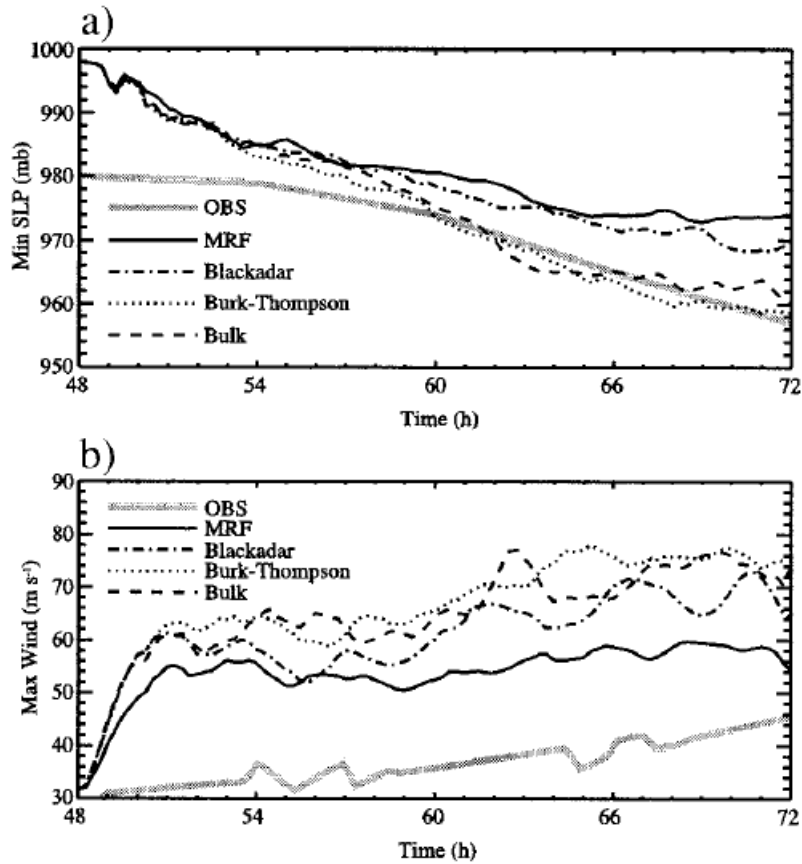 a)
1000
990
980
970
960
950
Min SLP (mb)
OBS
MRF
Blackadar
Burk-Thompson
Bulk
48 54 60 66 72
Time (h)
b)
90
80
70
60
50
40
30
Max Wind (m s⁻¹)
OBS
MRF
Blackadar
Burk-Thompson
Bulk
48 54 60 66 72
Time (h)